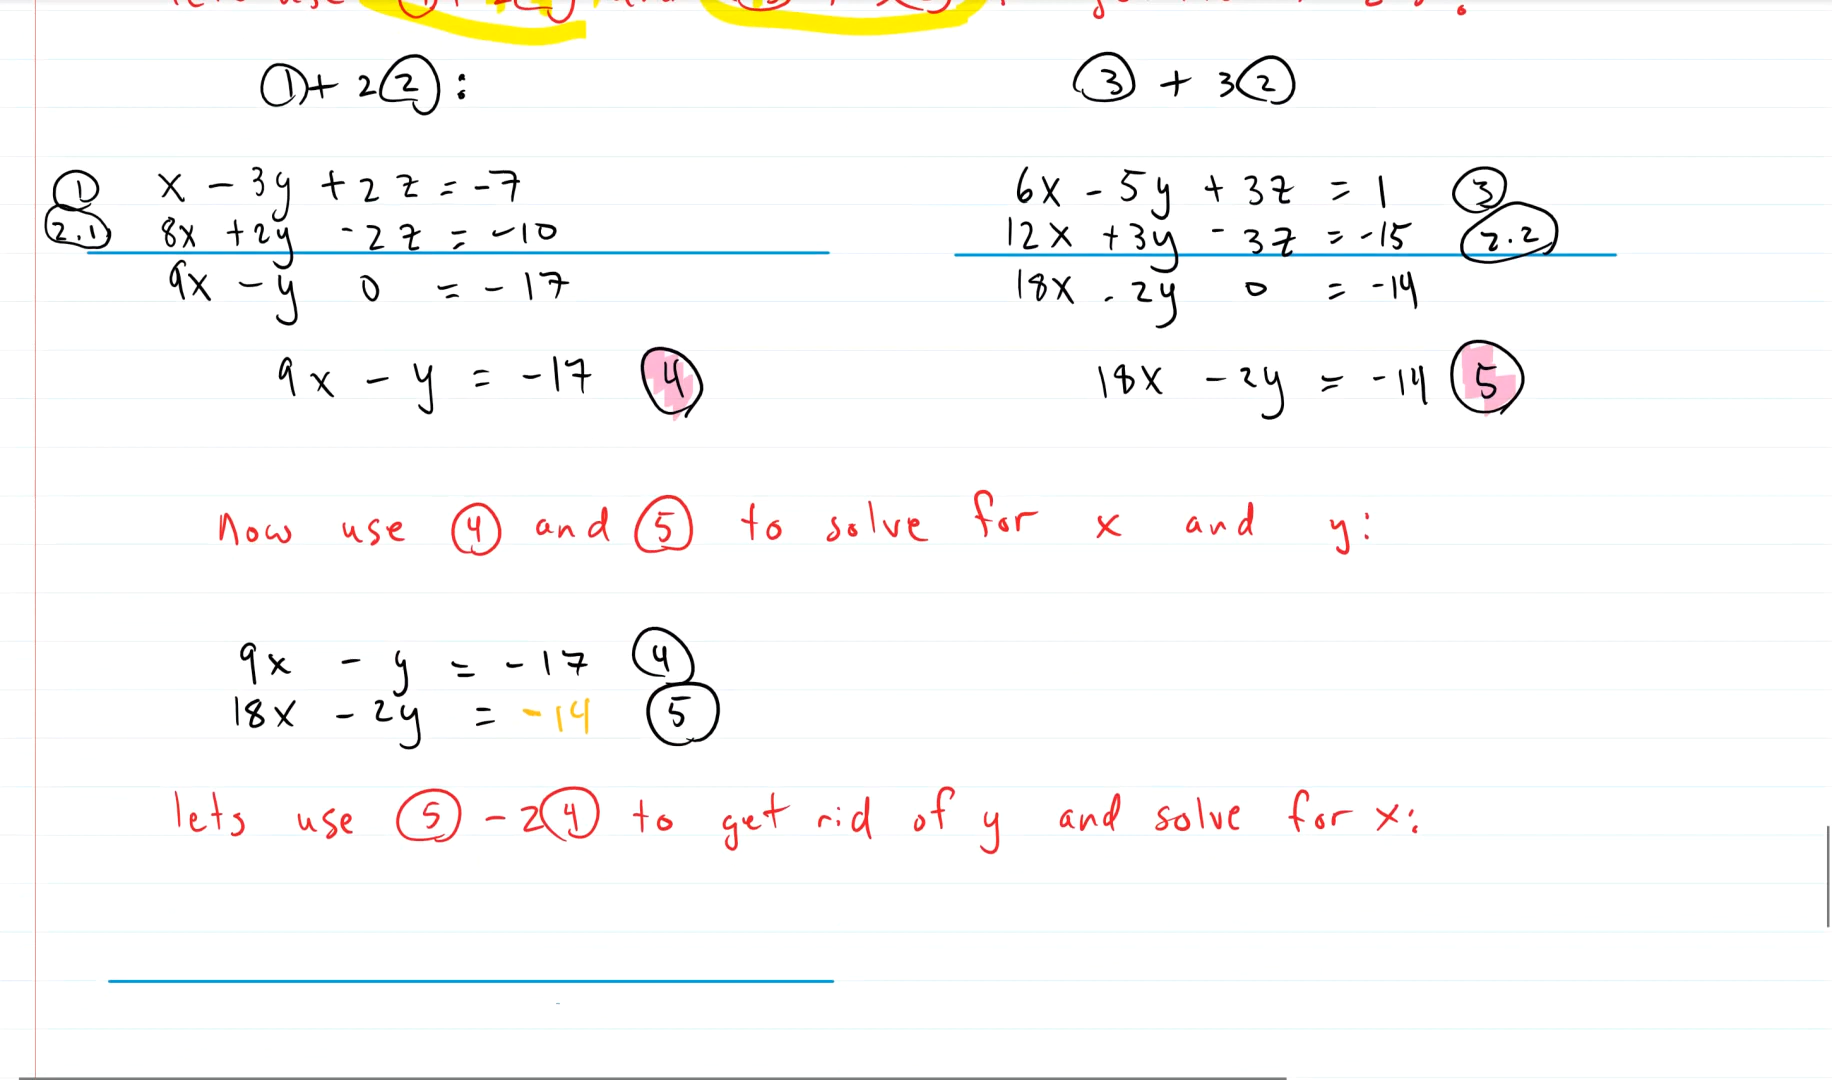 ①+ 2②: ③ + 3②
① x - 3y + 2z = -7 6x - 5y + 3z = 1 ③
2.1 8x + 2y - 2z = -10 12x + 3y - 3z = -15 2.2
9x - y 0 = -17 18x - 2y 0 = -14
9x - y = -17 ④ 18x - 2y = -14 ⑤
Now use ④ and ⑤ to solve for x and y:
9x - y = -17 ④
18x - 2y = -14 ⑤
lets use ⑤ - 2④ to get rid of y and solve for x: